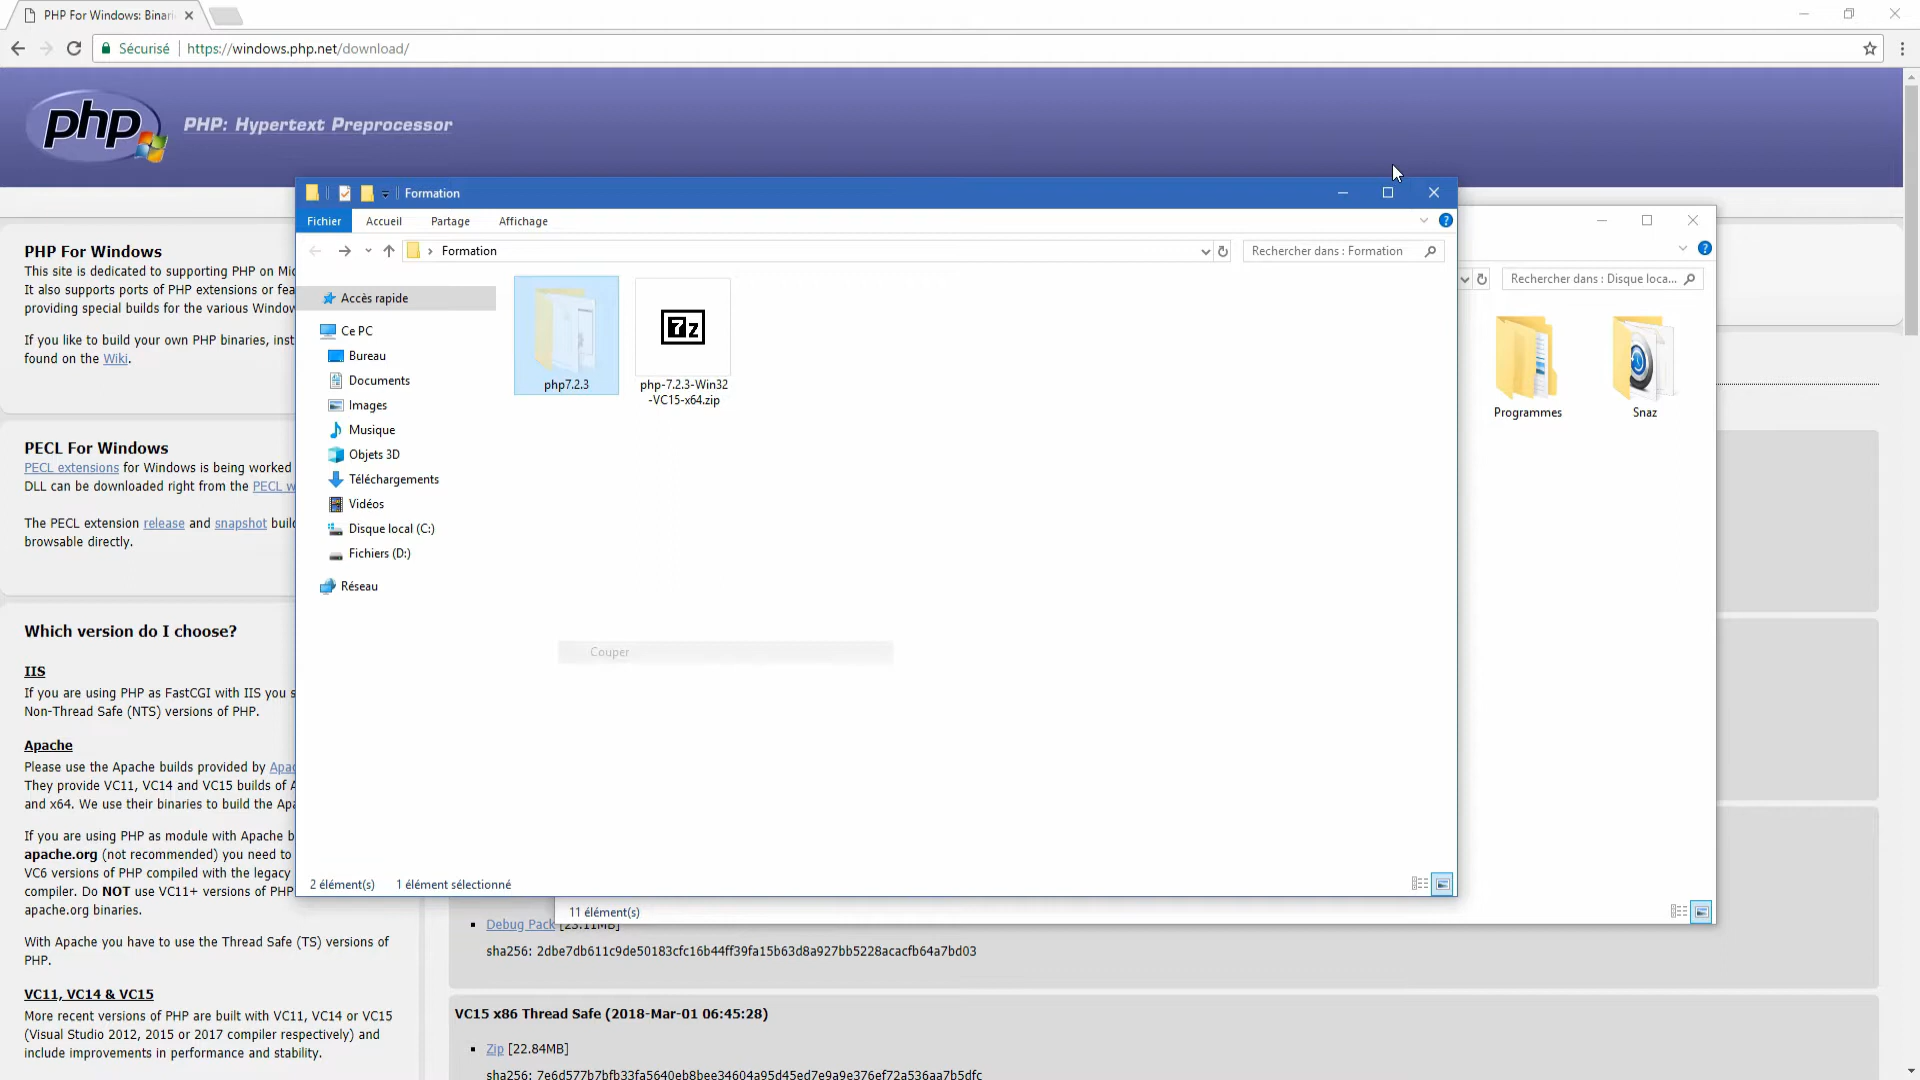 PHP For Windows: Binari
Sécurisé
https://windows.php.net/download/
php
PHP: Hypertext Preprocessor
Formation
Fichier
Accueil
Partage
Affichage
Formation
Rechercher dans : Formation
Rechercher dans : Disque loca...
Accès rapide
Ce PC
Bureau
Documents
Images
Musique
Objets 3D
Téléchargements
Vidéos
Disque local (C:)
Fichiers (D:)
Réseau
php7.2.3
7z
php-7.2.3-Win32
-VC15-x64.zip
Couper
2 élément(s)
1 élément sélectionné
Programmes
Snaz
11 élément(s)
PHP For Windows
This site is dedicated to supporting PHP on Mic
It also supports ports of PHP extensions or fea
providing special builds for the various Window
If you like to build your own PHP binaries, inst
found on the Wiki.
PECL For Windows
PECL extensions for Windows is being worked
DLL can be downloaded right from the PECL w
The PECL extension release and snapshot build
browsable directly.
Which version do I choose?
IIS
If you are using PHP as FastCGI with IIS you s
Non-Thread Safe (NTS) versions of PHP.
Apache
Please use the Apache builds provided by Apac
They provide VC11, VC14 and VC15 builds of A
and x64. We use their binaries to build the Apa
If you are using PHP as module with Apache b
apache.org (not recommended) you need to
VC6 versions of PHP compiled with the legacy
compiler. Do NOT use VC11+ versions of PHP
apache.org binaries.
With Apache you have to use the Thread Safe (TS) versions of
PHP.
VC11, VC14 & VC15
More recent versions of PHP are built with VC11, VC14 or VC15
(Visual Studio 2012, 2015 or 2017 compiler respectively) and
include improvements in performance and stability.
Debug Pack [23.11MB]
sha256: 2dbe7db611c9de50183cfc16b44ff39fa15b63d8a927bb5228acacfb64a7bd03
VC15 x86 Thread Safe (2018-Mar-01 06:45:28)
Zip [22.84MB]
sha256: 7e6d577b7bfb33fa5640eb8bee34604a95d45ed7e9a9e376ef72a536aa7b5dfc